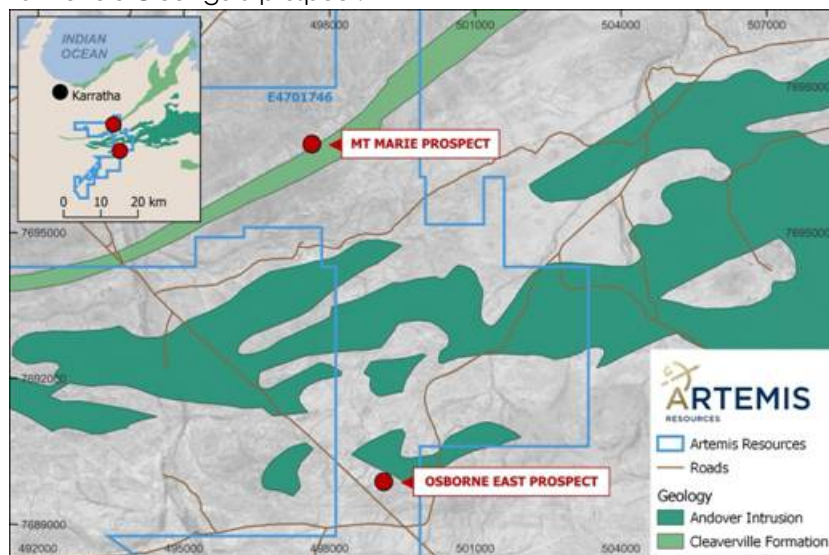 498000
501000
504000
507000
INDIAN
OCEAN
Karratha
0 10 20 km
E4701746
7698000
MT MARIE PROSPECT
7695000
7695000
7692000
ARTEMIS
RESOURCES
Artemis Resources
Roads
Geology
Andover Intrusion
Cleaverville Formation
OSBORNE EAST PROSPECT
7689000
492000
495000
498000
501000
504000